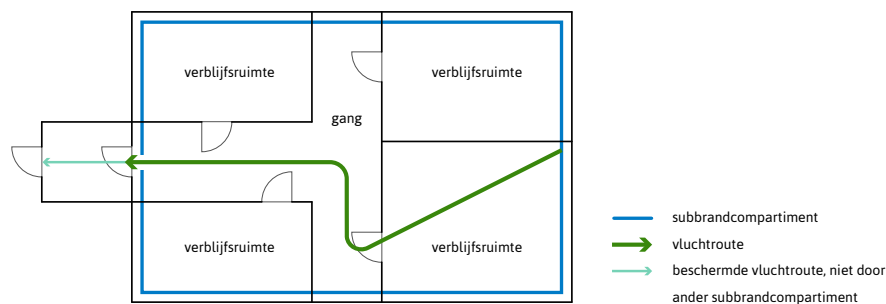 verblijfsruimte
verblijfsruimte
gang
verblijfsruimte
verblijfsruimte
subbrandcompartiment
vluchtroute
beschermde vluchtroute, niet door
ander subbrandcompartiment